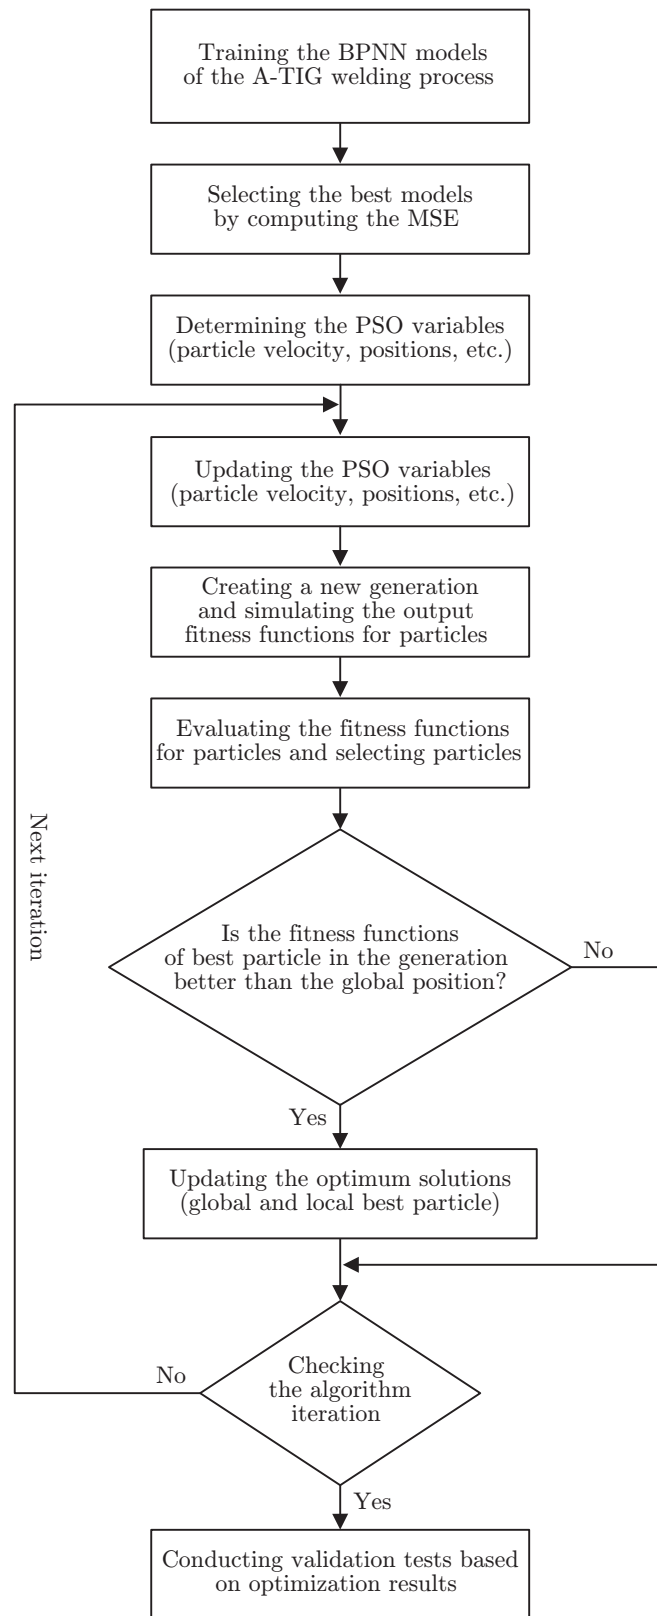 Training the BPNN models
of the A-TIG welding process
Selecting the best models
by computing the MSE
Determining the PSO variables
(particle velocity, positions, etc.)
Updating the PSO variables
(particle velocity, positions, etc.)
Creating a new generation
and simulating the output
fitness functions for particles
Evaluating the fitness functions
for particles and selecting particles
Next iteration
Is the fitness functions
of best particle in the generation
better than the global position?
No
Yes
Updating the optimum solutions
(global and local best particle)
No
Checking
the algorithm
iteration
Yes
Conducting validation tests based
on optimization results